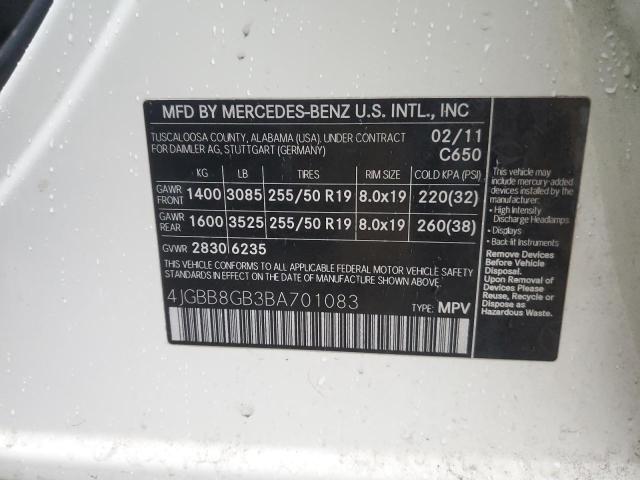 MFD BY MERCEDES-BENZ U.S. INTL., INC
TUSCALOOSA COUNTY, ALABAMA (USA), UNDER CONTRACT
FOR DAIMLER AG, STUTTGART (GERMANY)
02/11
C650
KG LB TIRES RIM SIZE COLD KPA (PSI)
GAWR FRONT 1400 3085 255/50 R19 8.0x19 220(32)
GAWR REAR 1600 3525 255/50 R19 8.0x19 260(38)
GVWR 2830 6235
THIS VEHICLE CONFORMS TO ALL APPLICABLE FEDERAL MOTOR VEHICLE SAFETY
STANDARDS IN EFFECT ON THE DATE OF MANUFACTURE SHOWN ABOVE.
4JGBB8GB3BA701083
TYPE: MPV
This vehicle may
include mercury-added
devices installed by the
manufacturer:
• High Intensity
Discharge Headlamps
• Displays
• Back-lit Instruments
Remove Devices
Before Vehicle
Disposal.
Upon Removal of
Devices Please
Reuse, Recycle or
Dispose as
Hazardous Waste.